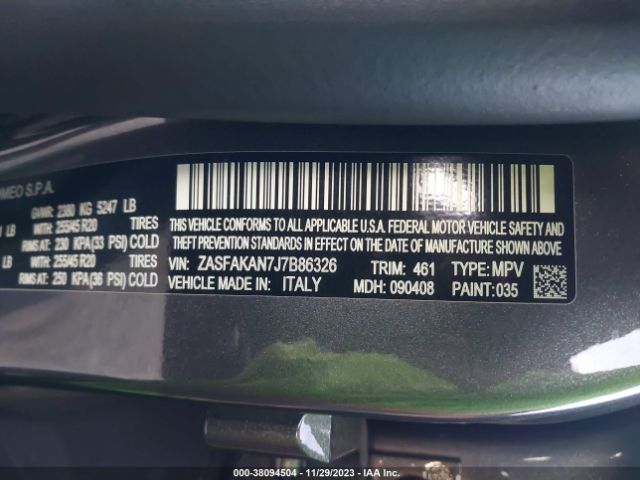 OMEO S.P.A.
GVWR: 2380 KG 5247 LB
LB WITH: 255/45 R20 TIRES
RIMS AT: 230 KPA(33 PSI) COLD
LB WITH: 255/45 R20 TIRES
RIMS AT: 250 KPA(36 PSI) COLD
THIS VEHICLE CONFORMS TO ALL APPLICABLE U.S.A. FEDERAL MOTOR VEHICLE SAFETY AND
THEFT PREVENTION STANDARDS IN EFFECT ON THE DATE OF MANUFACTURE SHOWN ABOVE
VIN: ZASFAKAN7J7B86326 TRIM: 461 TYPE: MPV
VEHICLE MADE IN: ITALY MDH: 090408 PAINT: 035
000-38094504 - 11/29/2023 - IAA Inc.